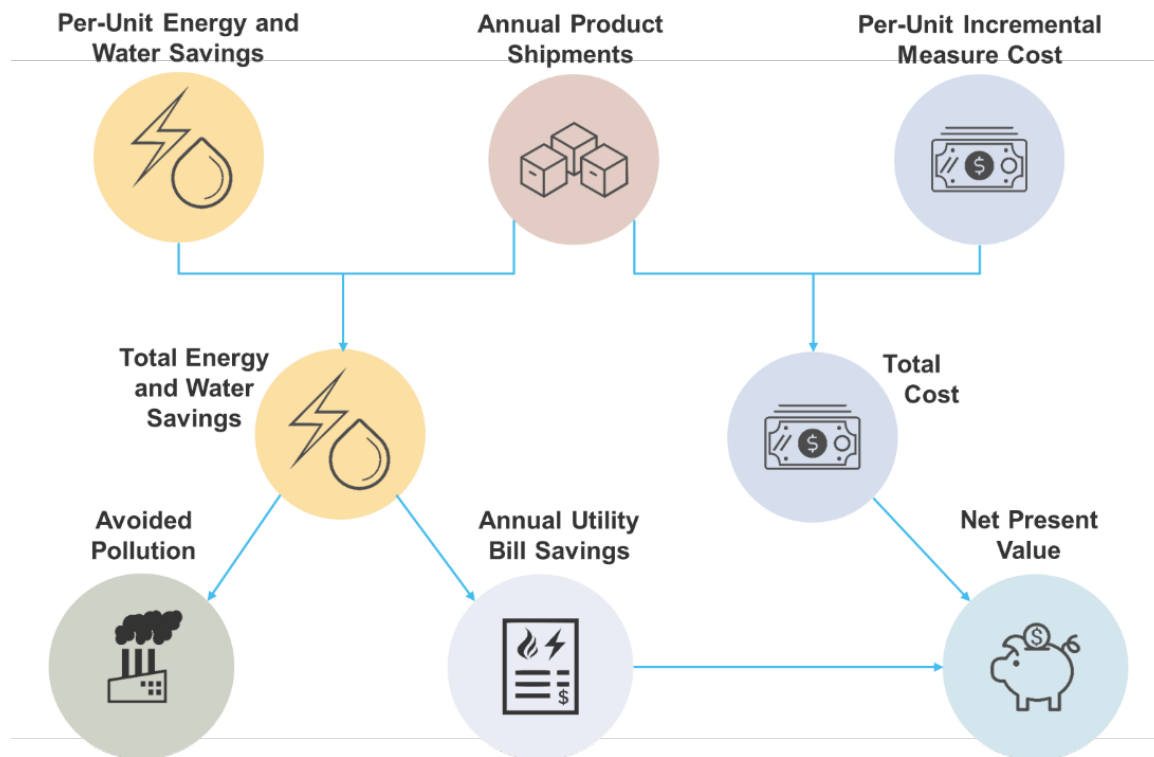 Per-Unit Energy and
Water Savings
Annual Product
Shipments
Per-Unit Incremental
Measure Cost
$
Total Energy
and Water
Savings
Total
Cost
$
Avoided
Pollution
Annual Utility
Bill Savings
$
Net Present
Value
$